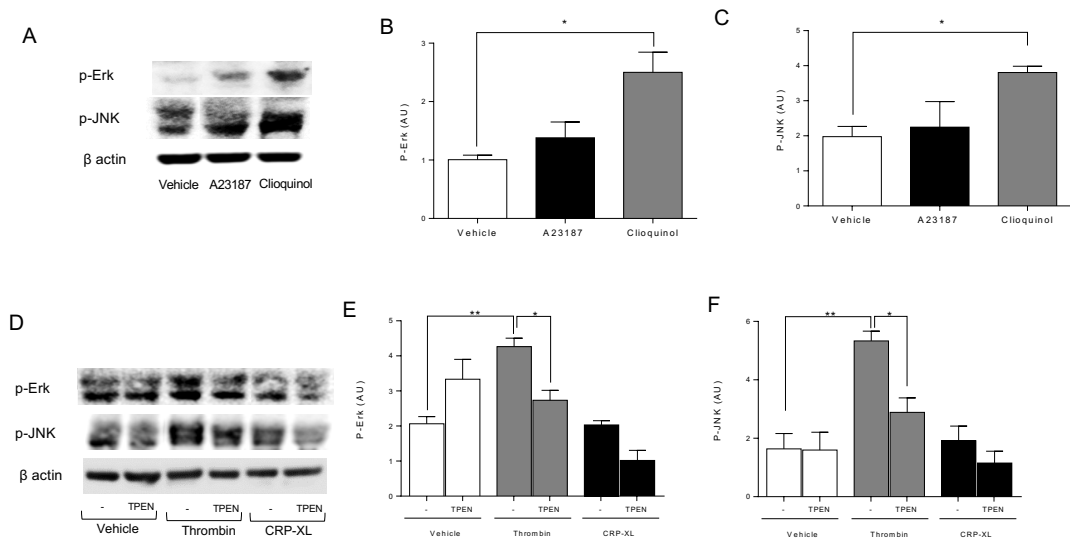 A
p-Erk
p-JNK
β actin
Vehicle A23187 Clioquinol
B
*
P-Erk (AU)
3
2
1
0
Vehicle A23187 Clioquinol
C
*
P-JNK (AU)
5
4
3
2
1
0
Vehicle A23187 Clioquinol
D
p-Erk
p-JNK
β actin
- TPEN - TPEN - TPEN
Vehicle Thrombin CRP-XL
E
** *
P-Erk (AU)
5
4
3
2
1
0
- TPEN - TPEN - TPEN
Vehicle Thrombin CRP-XL
F
** *
P-JNK (AU)
6
4
2
0
- TPEN - TPEN - TPEN
Vehicle Thrombin CRP-XL